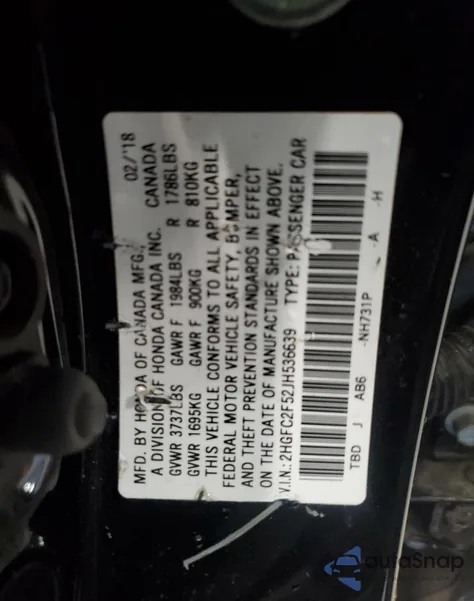 MFD. BY HONDA OF CANADA MFG., 02/'18
A DIVISION OF HONDA CANADA INC. CANADA
GVWR 3737LBS GAWR F 1984LBS R 1786LBS
GVWR 1695KG GAWR F 900KG R 810KG
THIS VEHICLE CONFORMS TO ALL APPLICABLE
FEDERAL MOTOR VEHICLE SAFETY, BUMPER,
AND THEFT PREVENTION STANDARDS IN EFFECT
ON THE DATE OF MANUFACTURE SHOWN ABOVE.
V.I.N.: 2HGFC2F52JH536639 TYPE: PASSENGER CAR
TBD J AB6 -NH731P -A -H
autoSnap